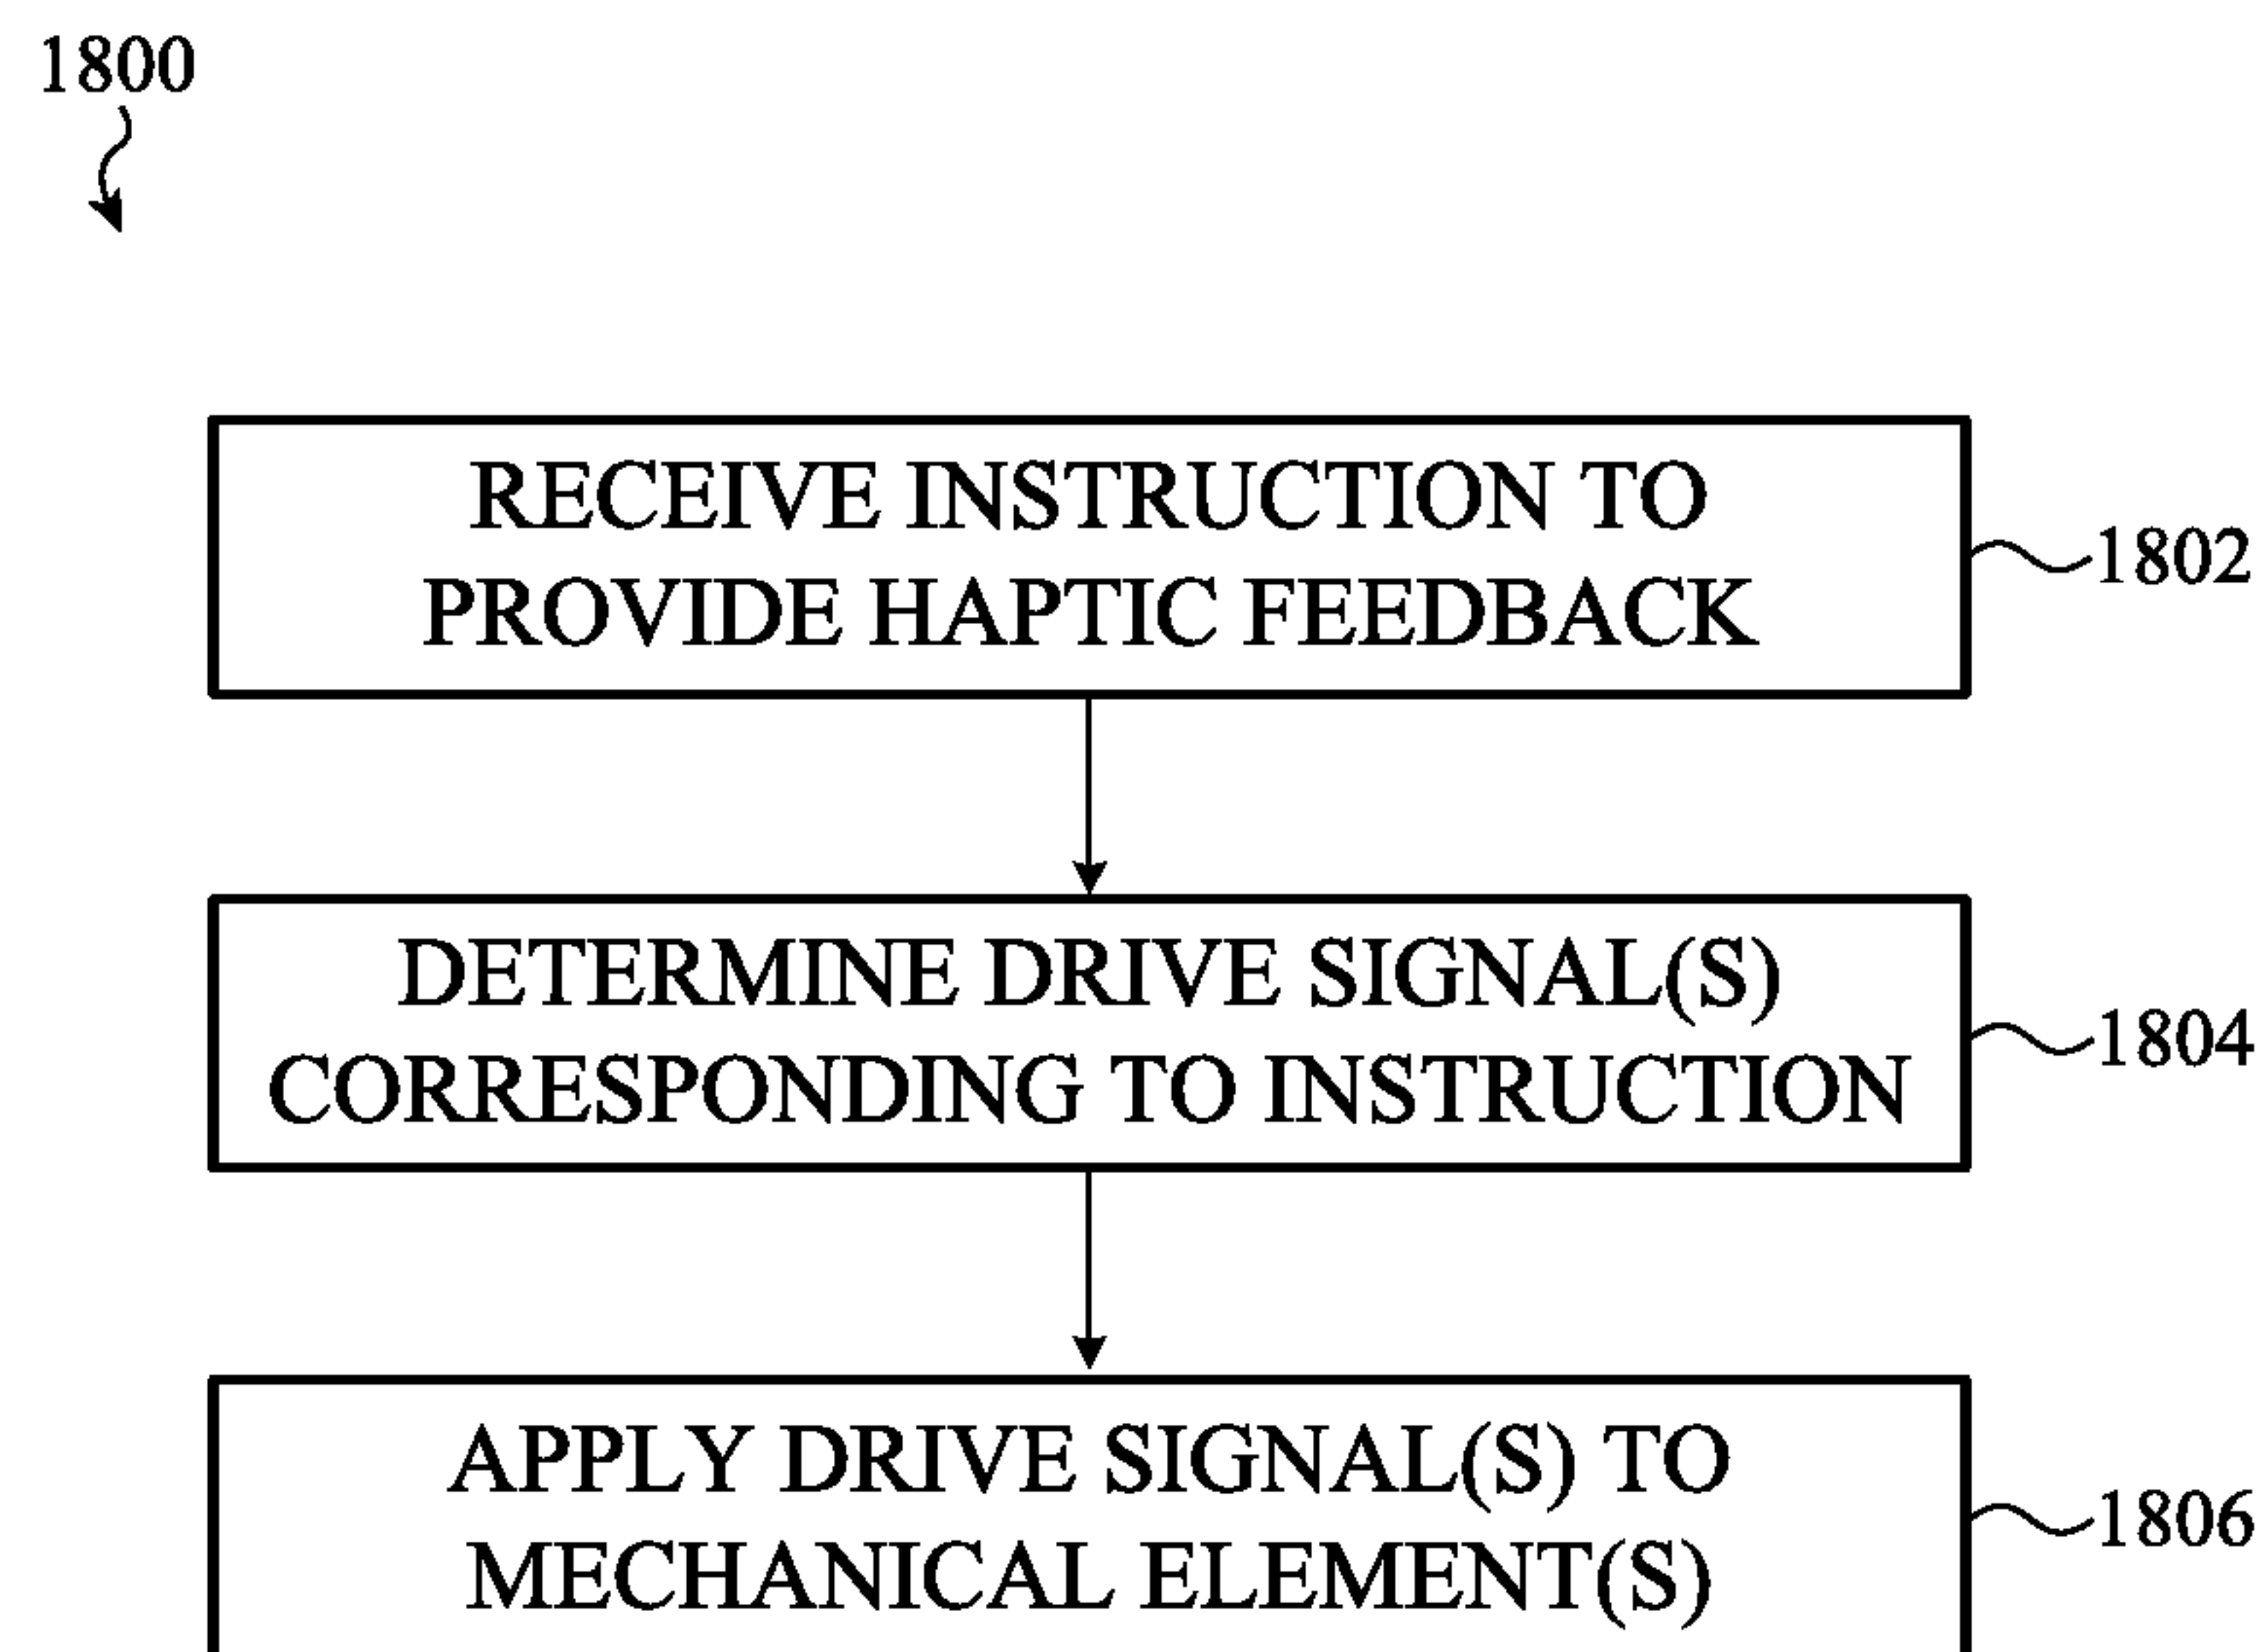 1800
RECEIVE INSTRUCTION TO
PROVIDE HAPTIC FEEDBACK
1802
DETERMINE DRIVE SIGNAL(S)
CORRESPONDING TO INSTRUCTION
1804
APPLY DRIVE SIGNAL(S) TO
MECHANICAL ELEMENT(S)
1806